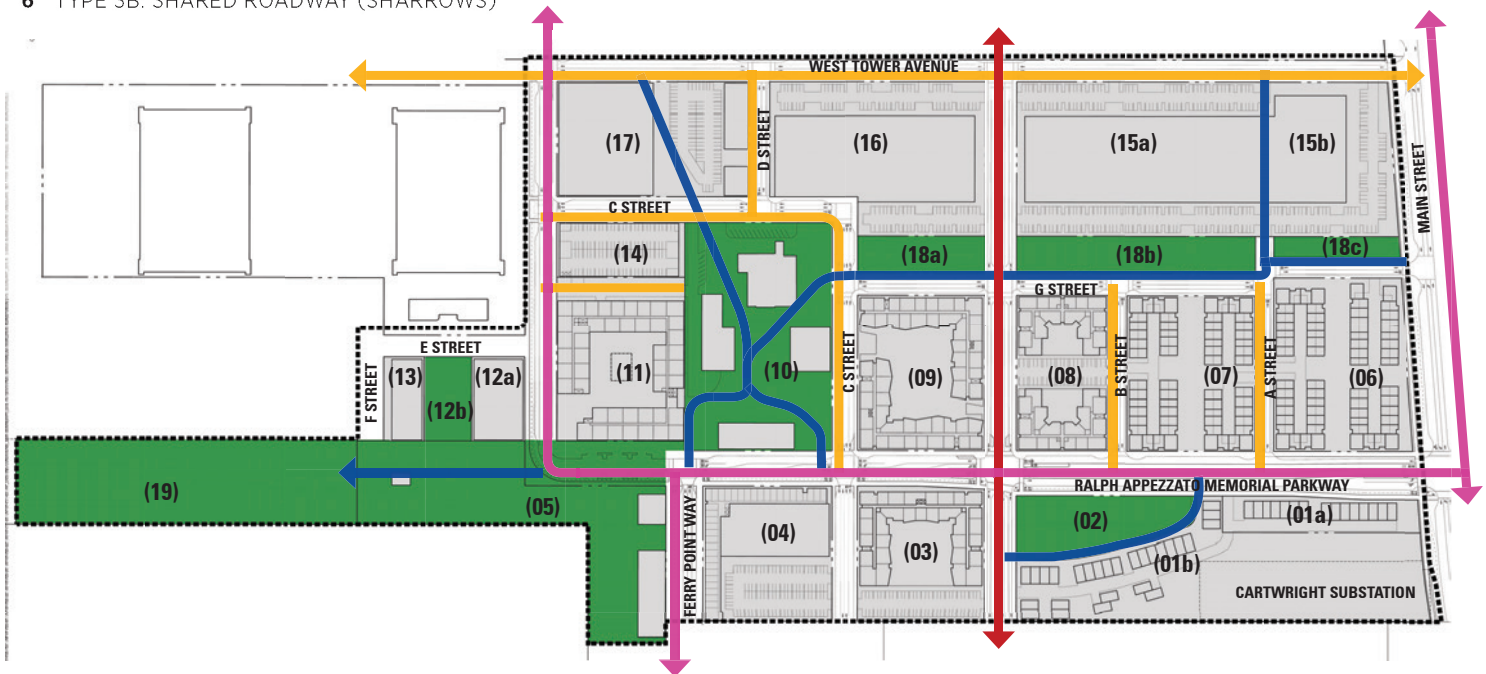 6 TYPE 3B: SHARED ROADWAY (SHARROWS)
WEST TOWER AVENUE
(17)
D STREET
(16)
(15a)
(15b)
MAIN STREET
C STREET
(14)
(18a)
(18b)
(18c)
G STREET
E STREET
F STREET
(13)
(12b)
(12a)
(11)
(10)
C STREET
(09)
(08)
B STREET
(07)
A STREET
(06)
RALPH APPEZZATO MEMORIAL PARKWAY
(19)
(05)
FERRY POINT WAY
(04)
(03)
(02)
(01a)
(01b)
CARTWRIGHT SUBSTATION